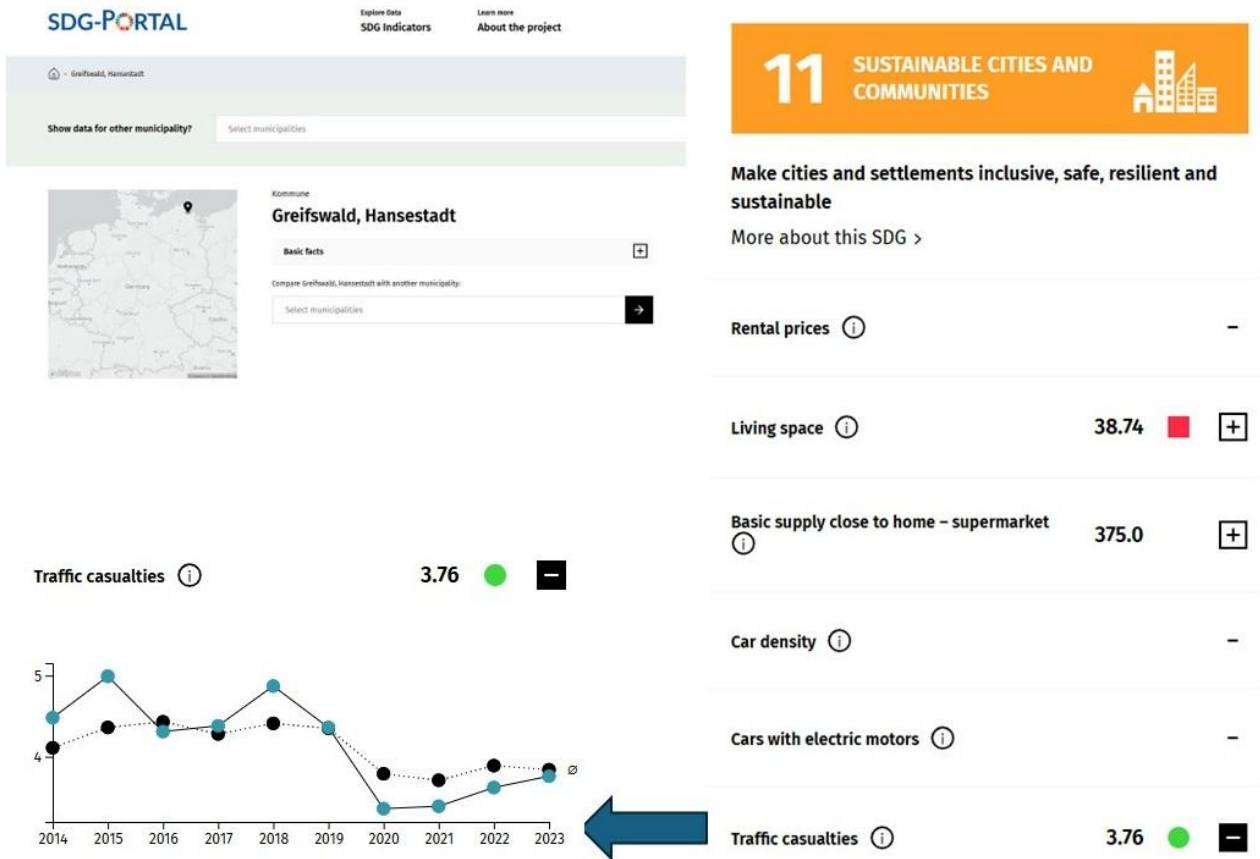 SDG-PORTAL
Explore Data
SDG Indicators
Learn more
About the project
- Greifswald, Hansestadt
Show data for other municipality?
Select municipalities
Kommune
Greifswald, Hansestadt
Basic facts
Compare Greifswald, Hansestadt with another municipality:
Select municipalities
Germany
Traffic casualties
3.76
5
4
Ø
2014 2015 2016 2017 2018 2019 2020 2021 2022 2023
11
SUSTAINABLE CITIES AND
COMMUNITIES
Make cities and settlements inclusive, safe, resilient and
sustainable
More about this SDG >
Rental prices
–
Living space
38.74
Basic supply close to home – supermarket
375.0
Car density
–
Cars with electric motors
–
Traffic casualties
3.76